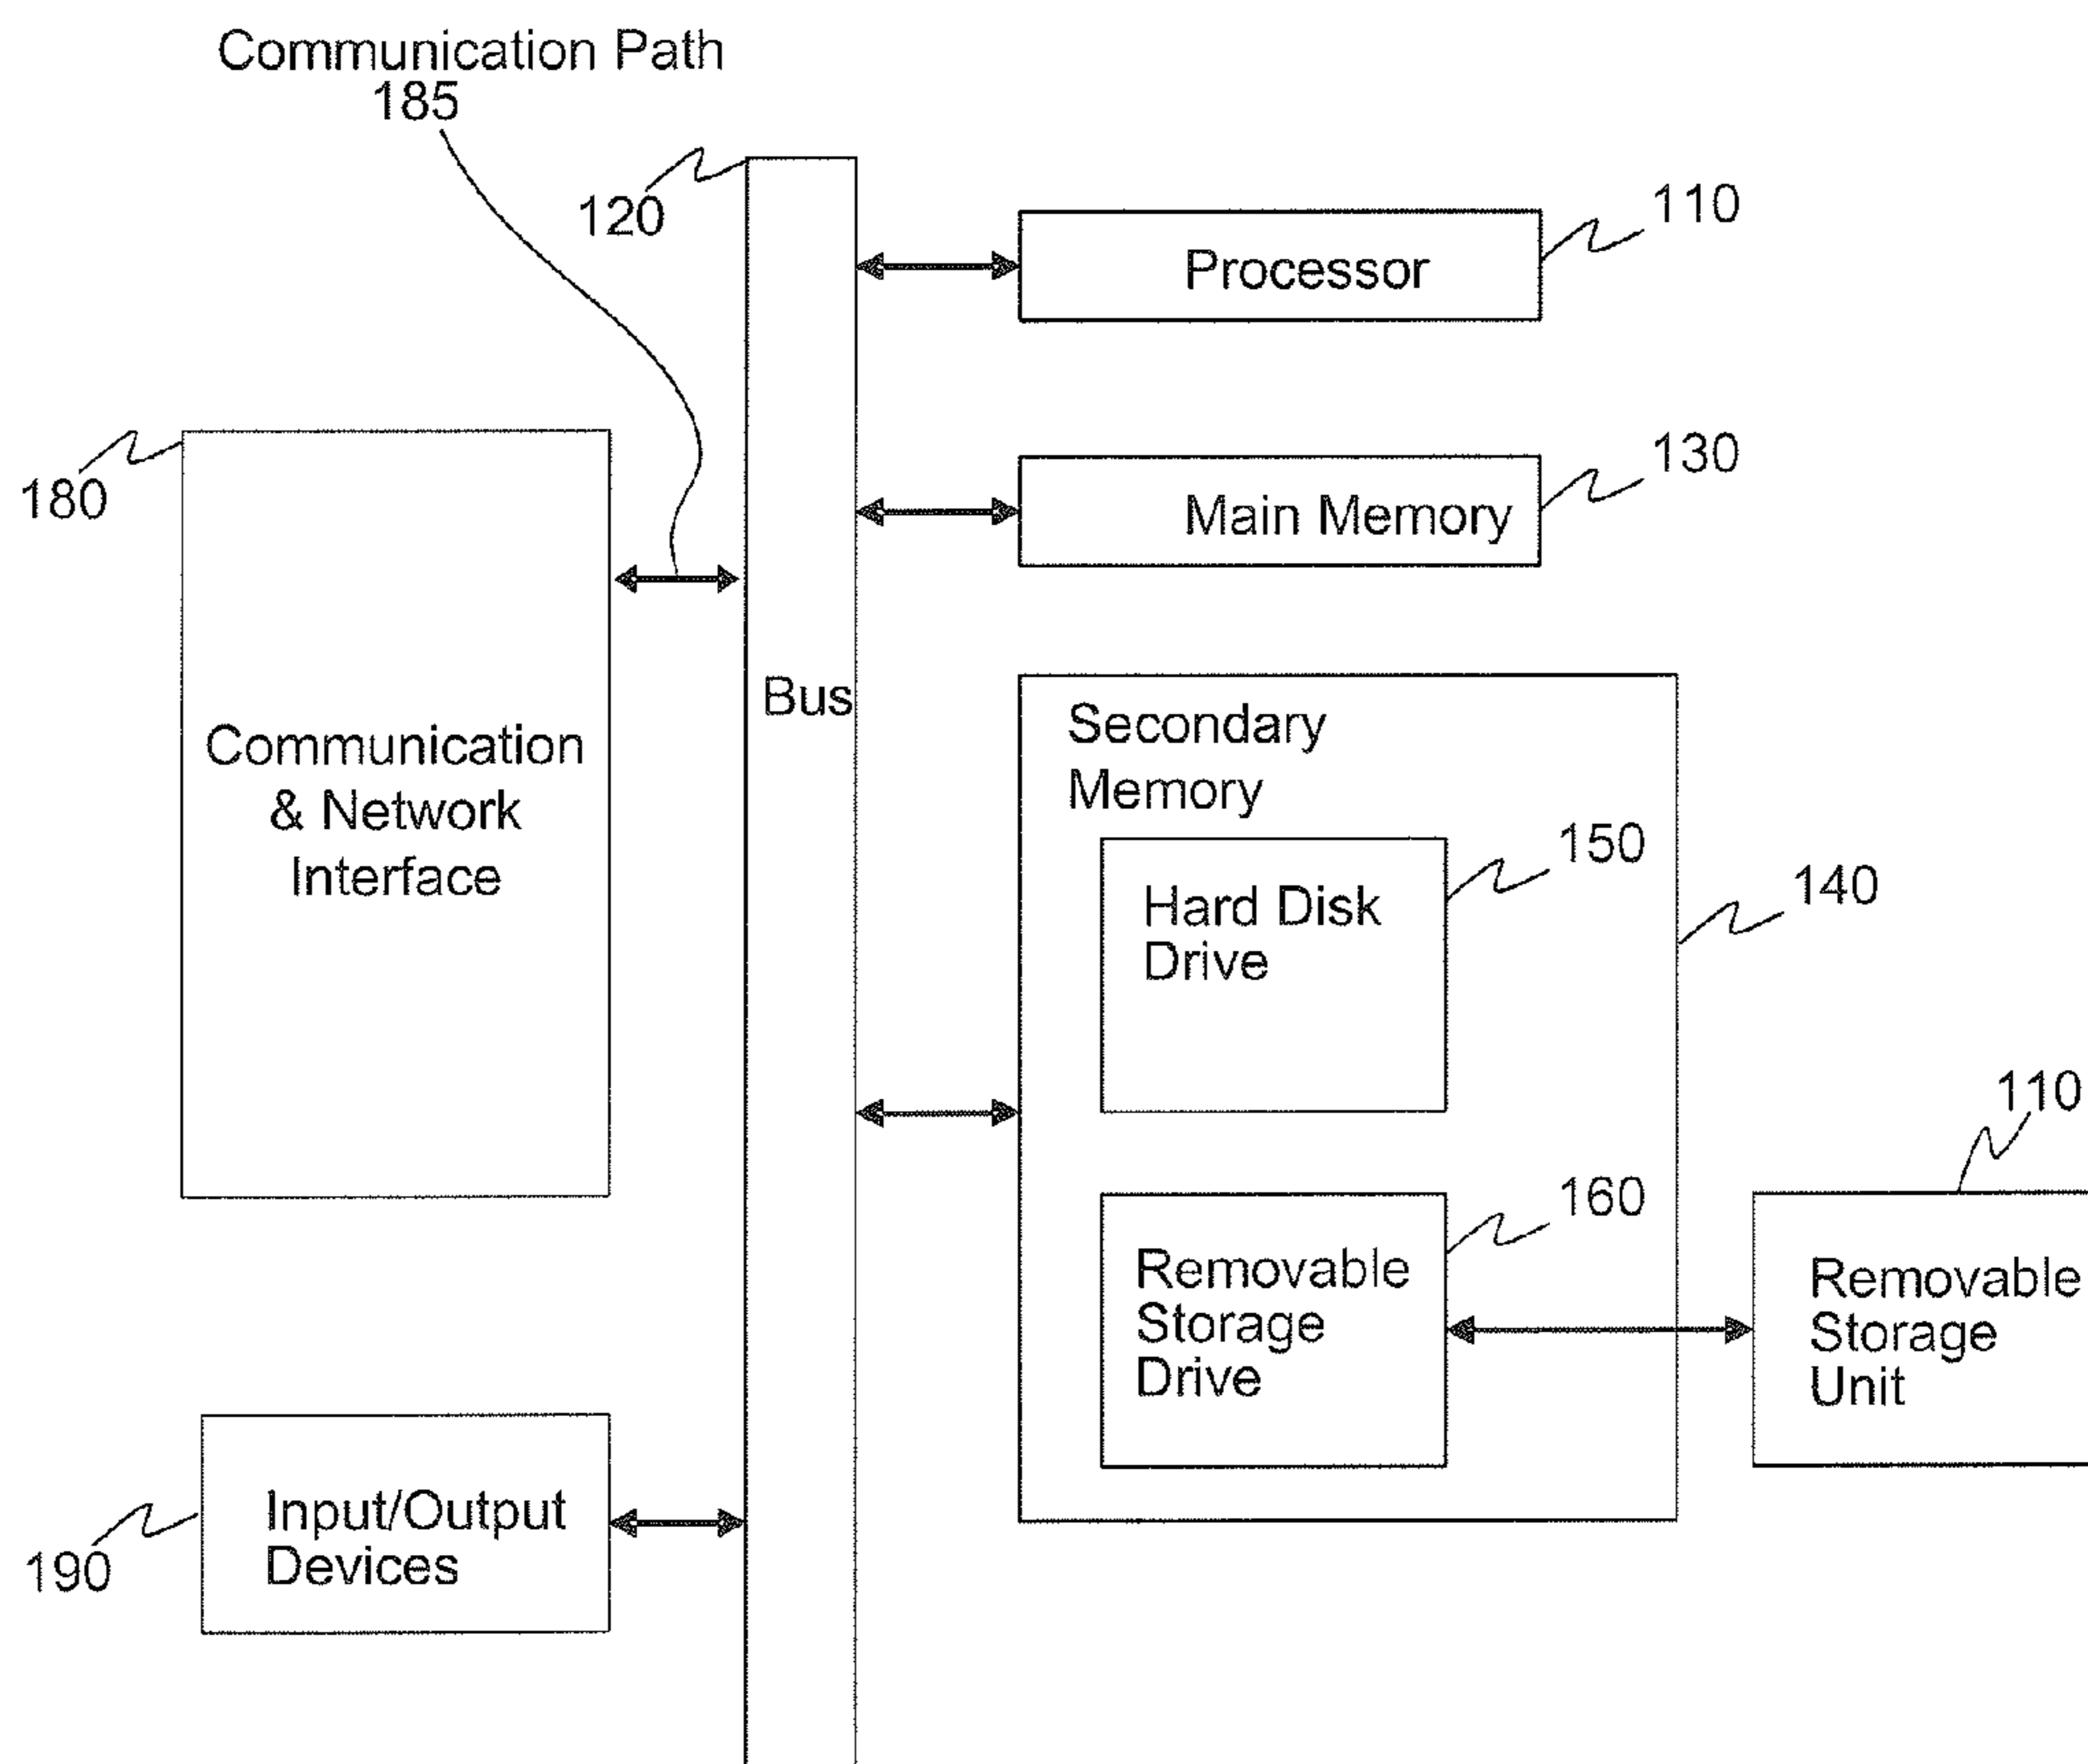 Communication Path
185
120
110
Processor
130
Main Memory
180
Bus
Communication
& Network
Interface
Secondary
Memory
150
Hard Disk
Drive
140
110
160
Removable
Storage
Drive
Removable
Storage
Unit
Input/Output
Devices
190